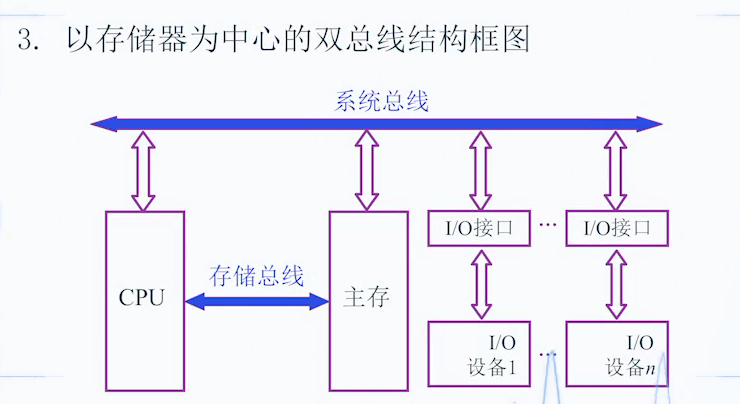 3. 以存储器为中心的双总线结构框图
系统总线
I/O接口
...
I/O接口
存储总线
CPU
主存
I/O
设备1
...
I/O
设备n